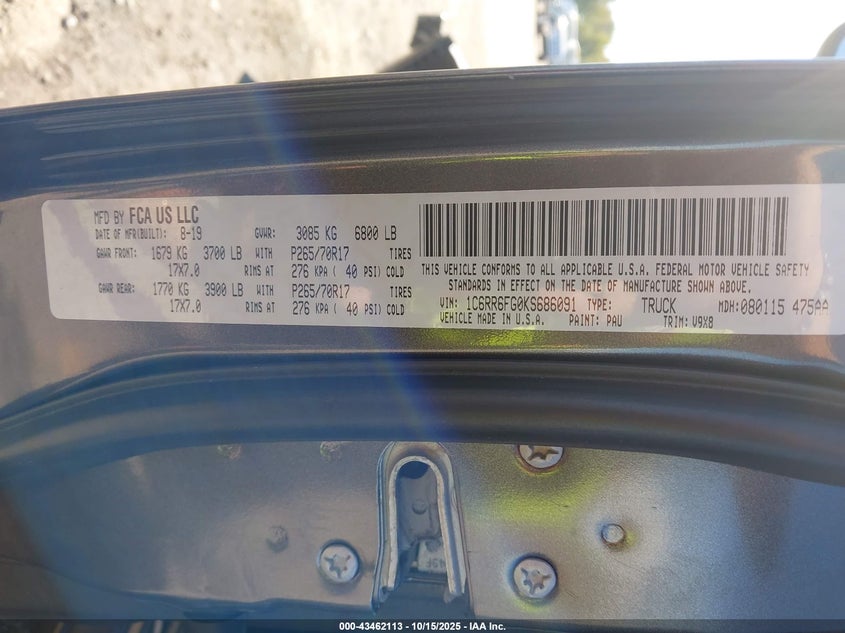 MFD BY FCA US LLC
DATE OF MFR(BUILT): 8-19 GVWR: 3085 KG 6800 LB
GAWR FRONT: 1679 KG 3700 LB WITH P265/70R17 TIRES
17X7.0 RIMS AT 276 KPA ( 40 PSI) COLD
GAWR REAR: 1770 KG 3900 LB WITH P265/70R17 TIRES
17X7.0 RIMS AT 276 KPA ( 40 PSI) COLD
THIS VEHICLE CONFORMS TO ALL APPLICABLE U.S.A. FEDERAL MOTOR VEHICLE SAFETY
STANDARDS IN EFFECT ON THE DATE OF MANUFACTURE SHOWN ABOVE.
VIN: 1C6RR6FG0KS686091 TYPE: TRUCK MDH: 080115 475AA
VEHICLE MADE IN U.S.A. PAINT: PAU TRIM: V9X8
000-43462113 - 10/15/2025 - IAA Inc.